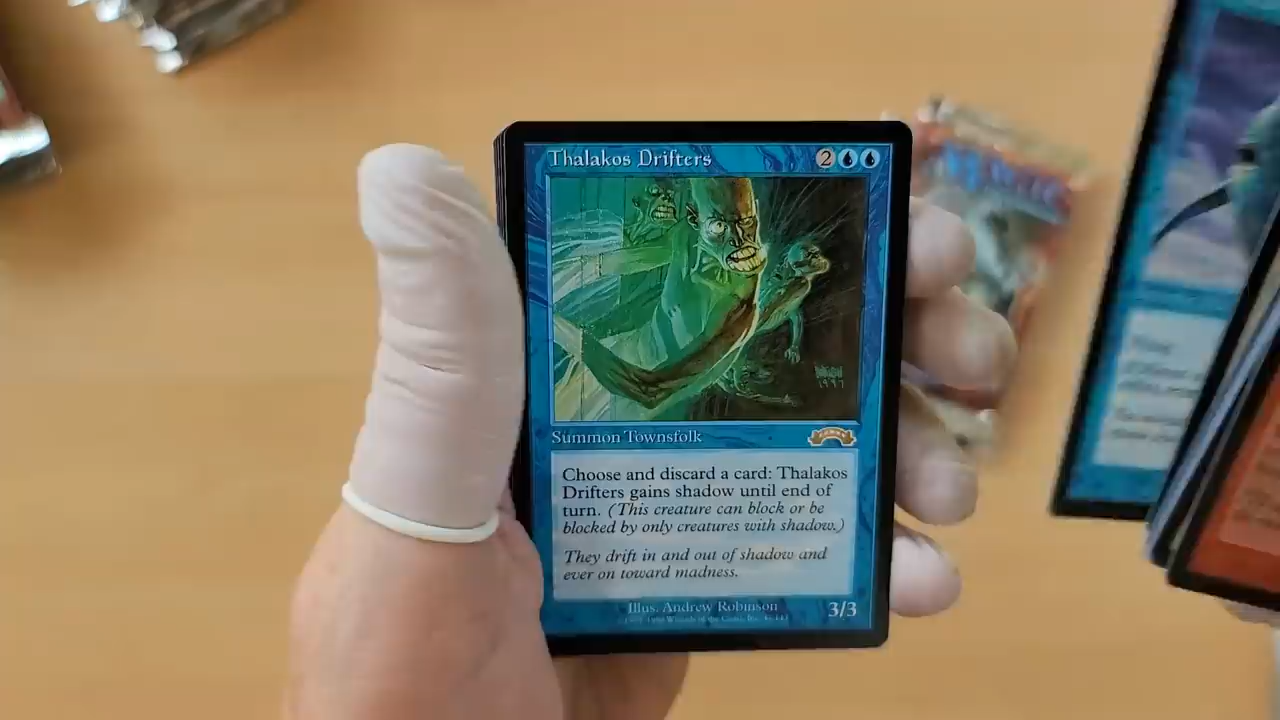 Thalakos Drifters
2
1997
Summon Townsfolk
Choose and discard a card: Thalakos
Drifters gains shadow until end of
turn. (This creature can block or be
blocked by only creatures with shadow.)
They drift in and out of shadow and
ever on toward madness.
Illus. Andrew Robinson
3/3
MAGIC